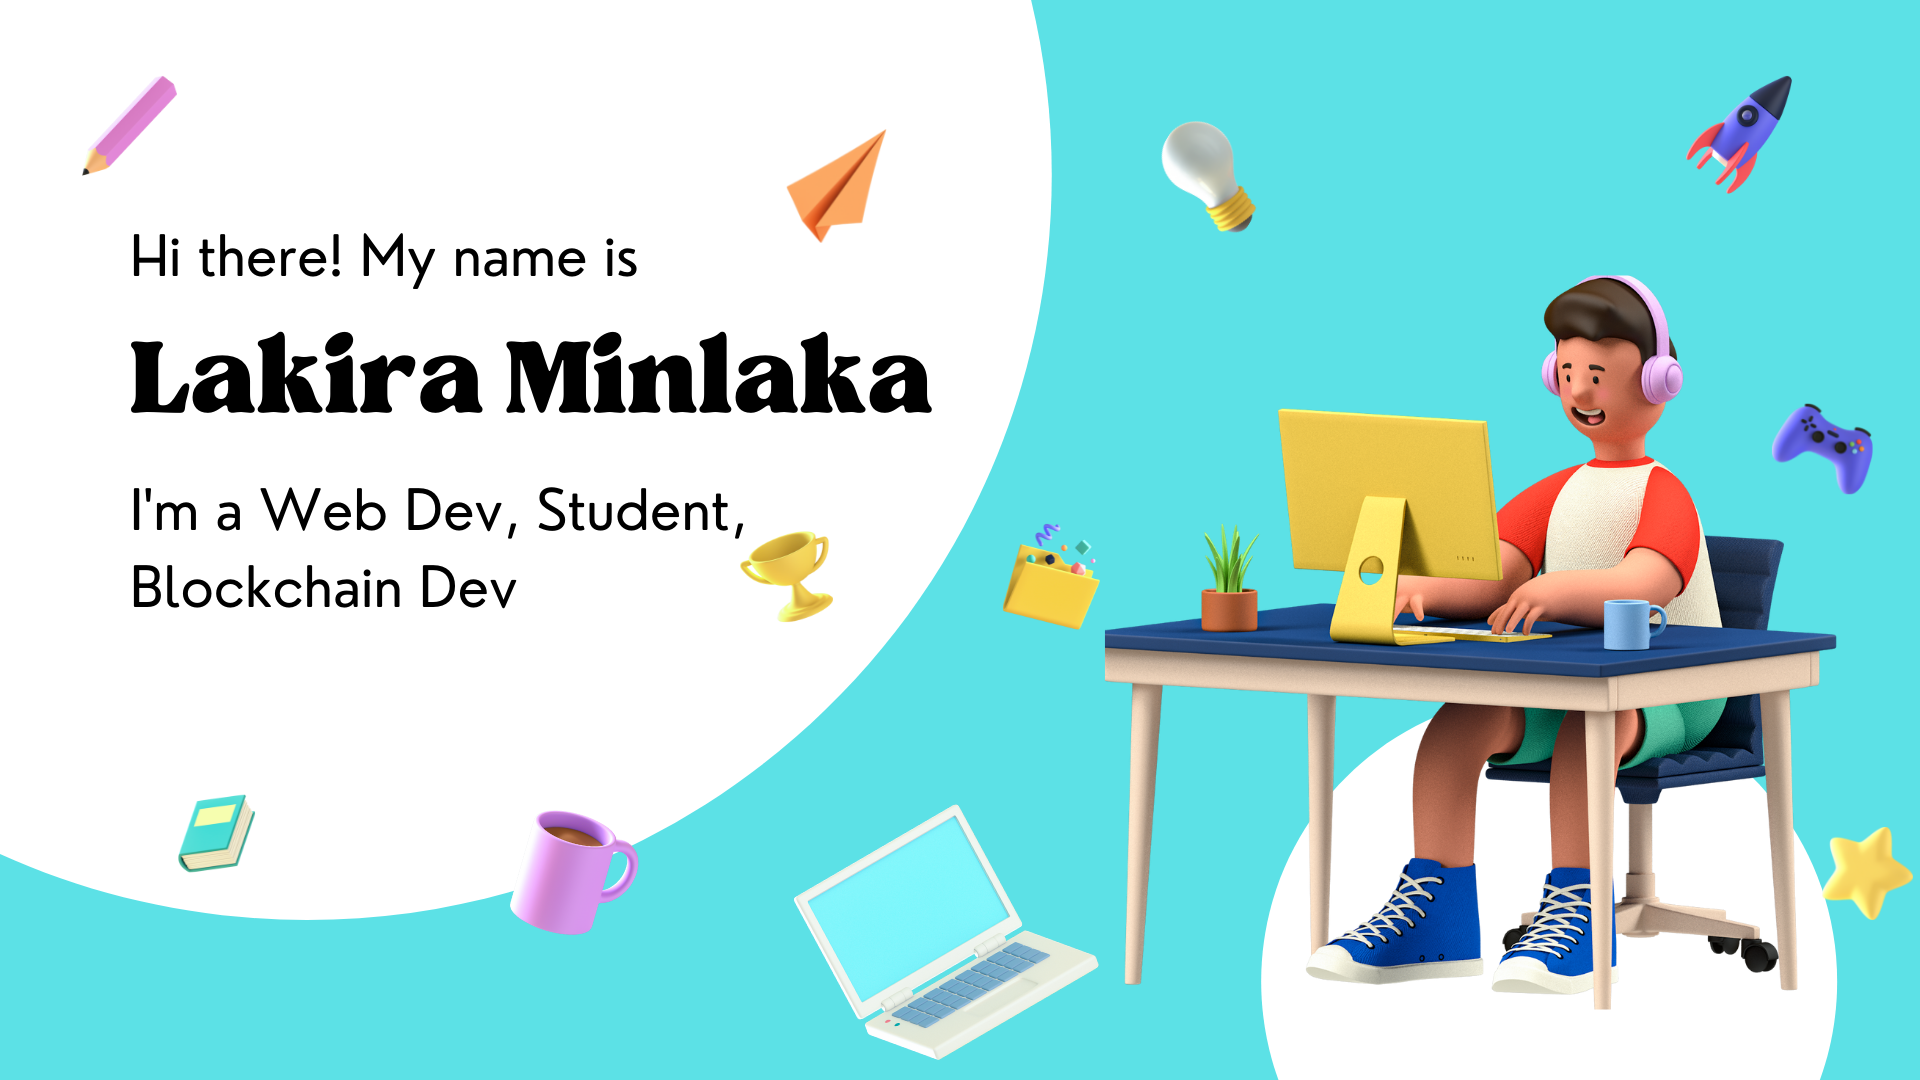 Hi there! My name is
Lakira Minlaka
I'm a Web Dev, Student,
Blockchain Dev